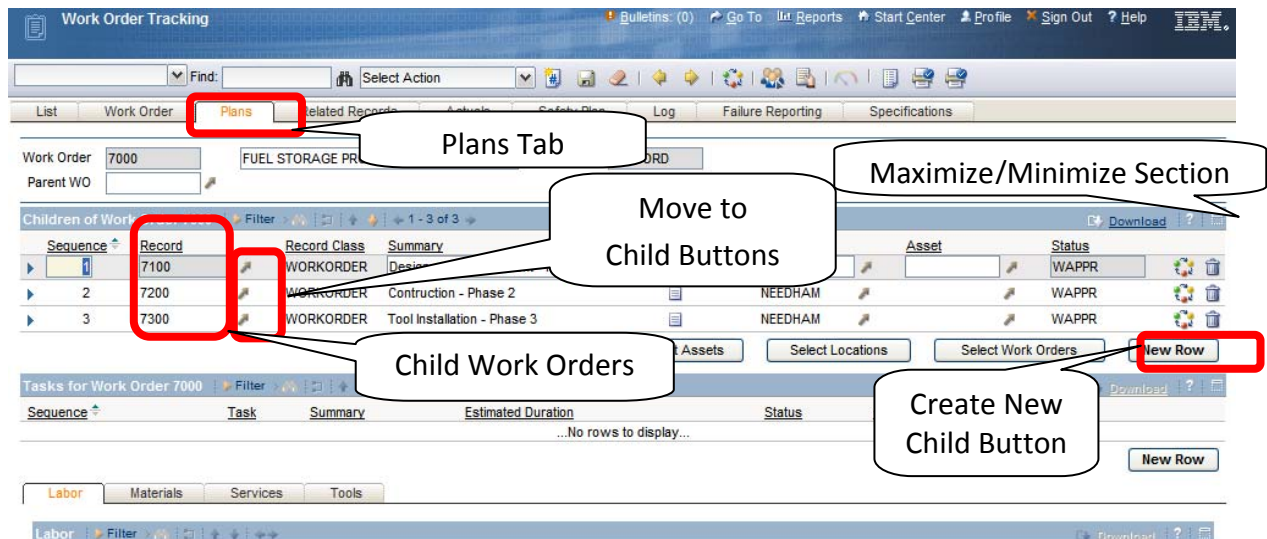 Work Order Tracking Bulletins: (0) Go To Reports Start Center Profile Sign Out ? Help IBM.
Find: Select Action
List Work Order Plans Related Records Log Failure Reporting Specifications
Plans Tab
Work Order 7000 FUEL STORAGE
Parent WO
Maximize/Minimize Section
Move to
Child Buttons
Children of Filter 1 - 3 of 3 Download ?
Sequence Record Record Class Summary Asset Status
1 7100 WORKORDER WAPPR
2 7200 WORKORDER Contruction - Phase 2 NEEDHAM WAPPR
3 7300 WORKORDER Tool Installation - Phase 3 NEEDHAM WAPPR
Child Work Orders
Assets Select Locations Select Work Orders New Row
Tasks for Work Order 7000 Filter Download ?
Sequence Task Summary Estimated Duration Status
...No rows to display...
Create New
Child Button
New Row
Labor Materials Services Tools
Labor Filter Download ?